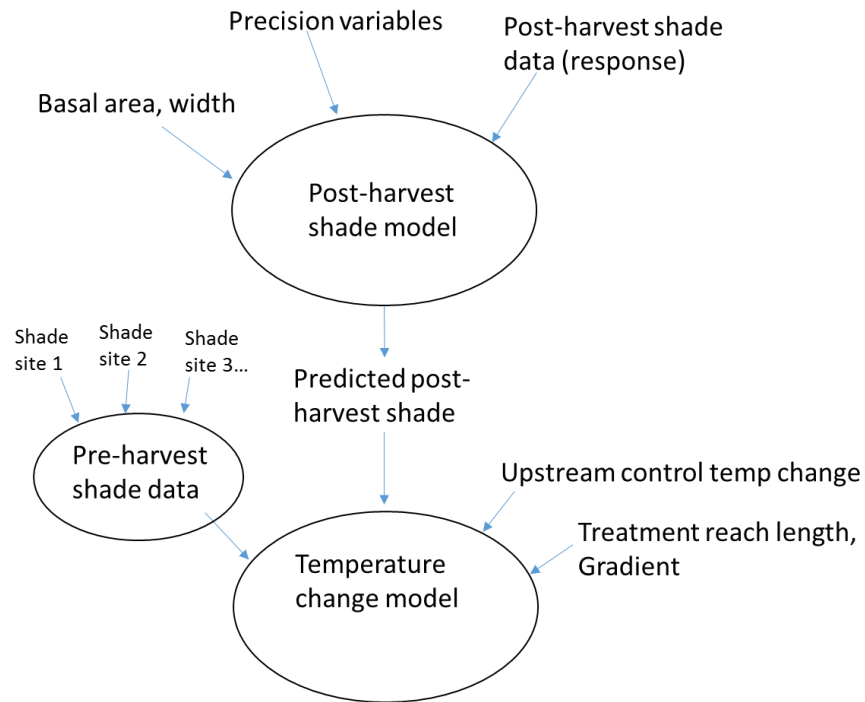 Precision variables
Post-harvest shade
data (response)
Basal area, width
Post-harvest
shade model
Shade
site 1
Shade
site 2
Shade
site 3...
Predicted post-
harvest shade
Pre-harvest
shade data
Upstream control temp change
Treatment reach length,
Gradient
Temperature
change model